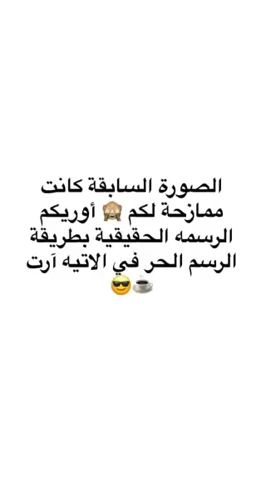 الصورة السابقة كانت
ممازحة لكم 🙈 أوريكم
الرسمه الحقيقية بطريقة
الرسم الحر في الاتيه آرت
☕😎